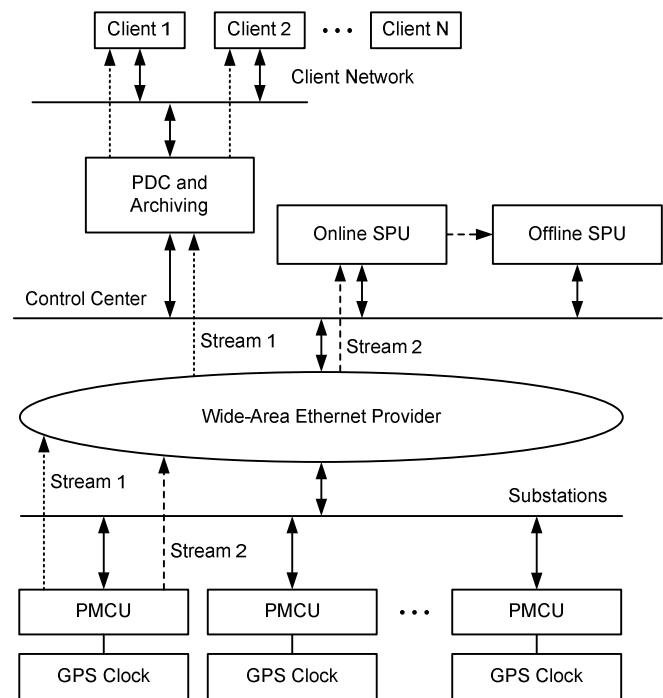 Client 1
Client 2
• • •
Client N
Client Network
PDC and
Archiving
Online SPU
Offline SPU
Control Center
Stream 1
Stream 2
Wide-Area Ethernet Provider
Stream 1
Substations
Stream 2
PMCU
PMCU
• • •
PMCU
GPS Clock
GPS Clock
GPS Clock